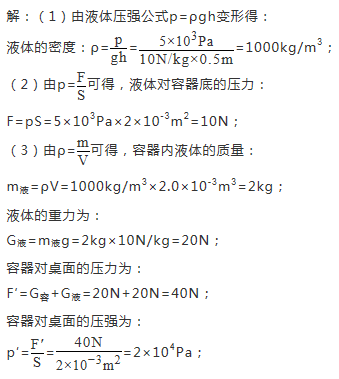 解：（1）由液体压强公式p=ρgh变形得：
液体的密度：ρ=p/gh=5×10³Pa/10N/kg×0.5m=1000kg/m³；
（2）由p=F/S可得，液体对容器底的压力：
F=pS=5×10³Pa×2×10⁻³m²=10N；
（3）由ρ=m/V可得，容器内液体的质量：
m液=ρV=1000kg/m³×2.0×10⁻³m³=2kg；
液体的重力为：
G液=m液g=2kg×10N/kg=20N；
容器对桌面的压力为：
F′=G容+G液=20N+20N=40N；
容器对桌面的压强为：
p′=F′/S=40N/2×10⁻³m²=2×10⁴Pa；